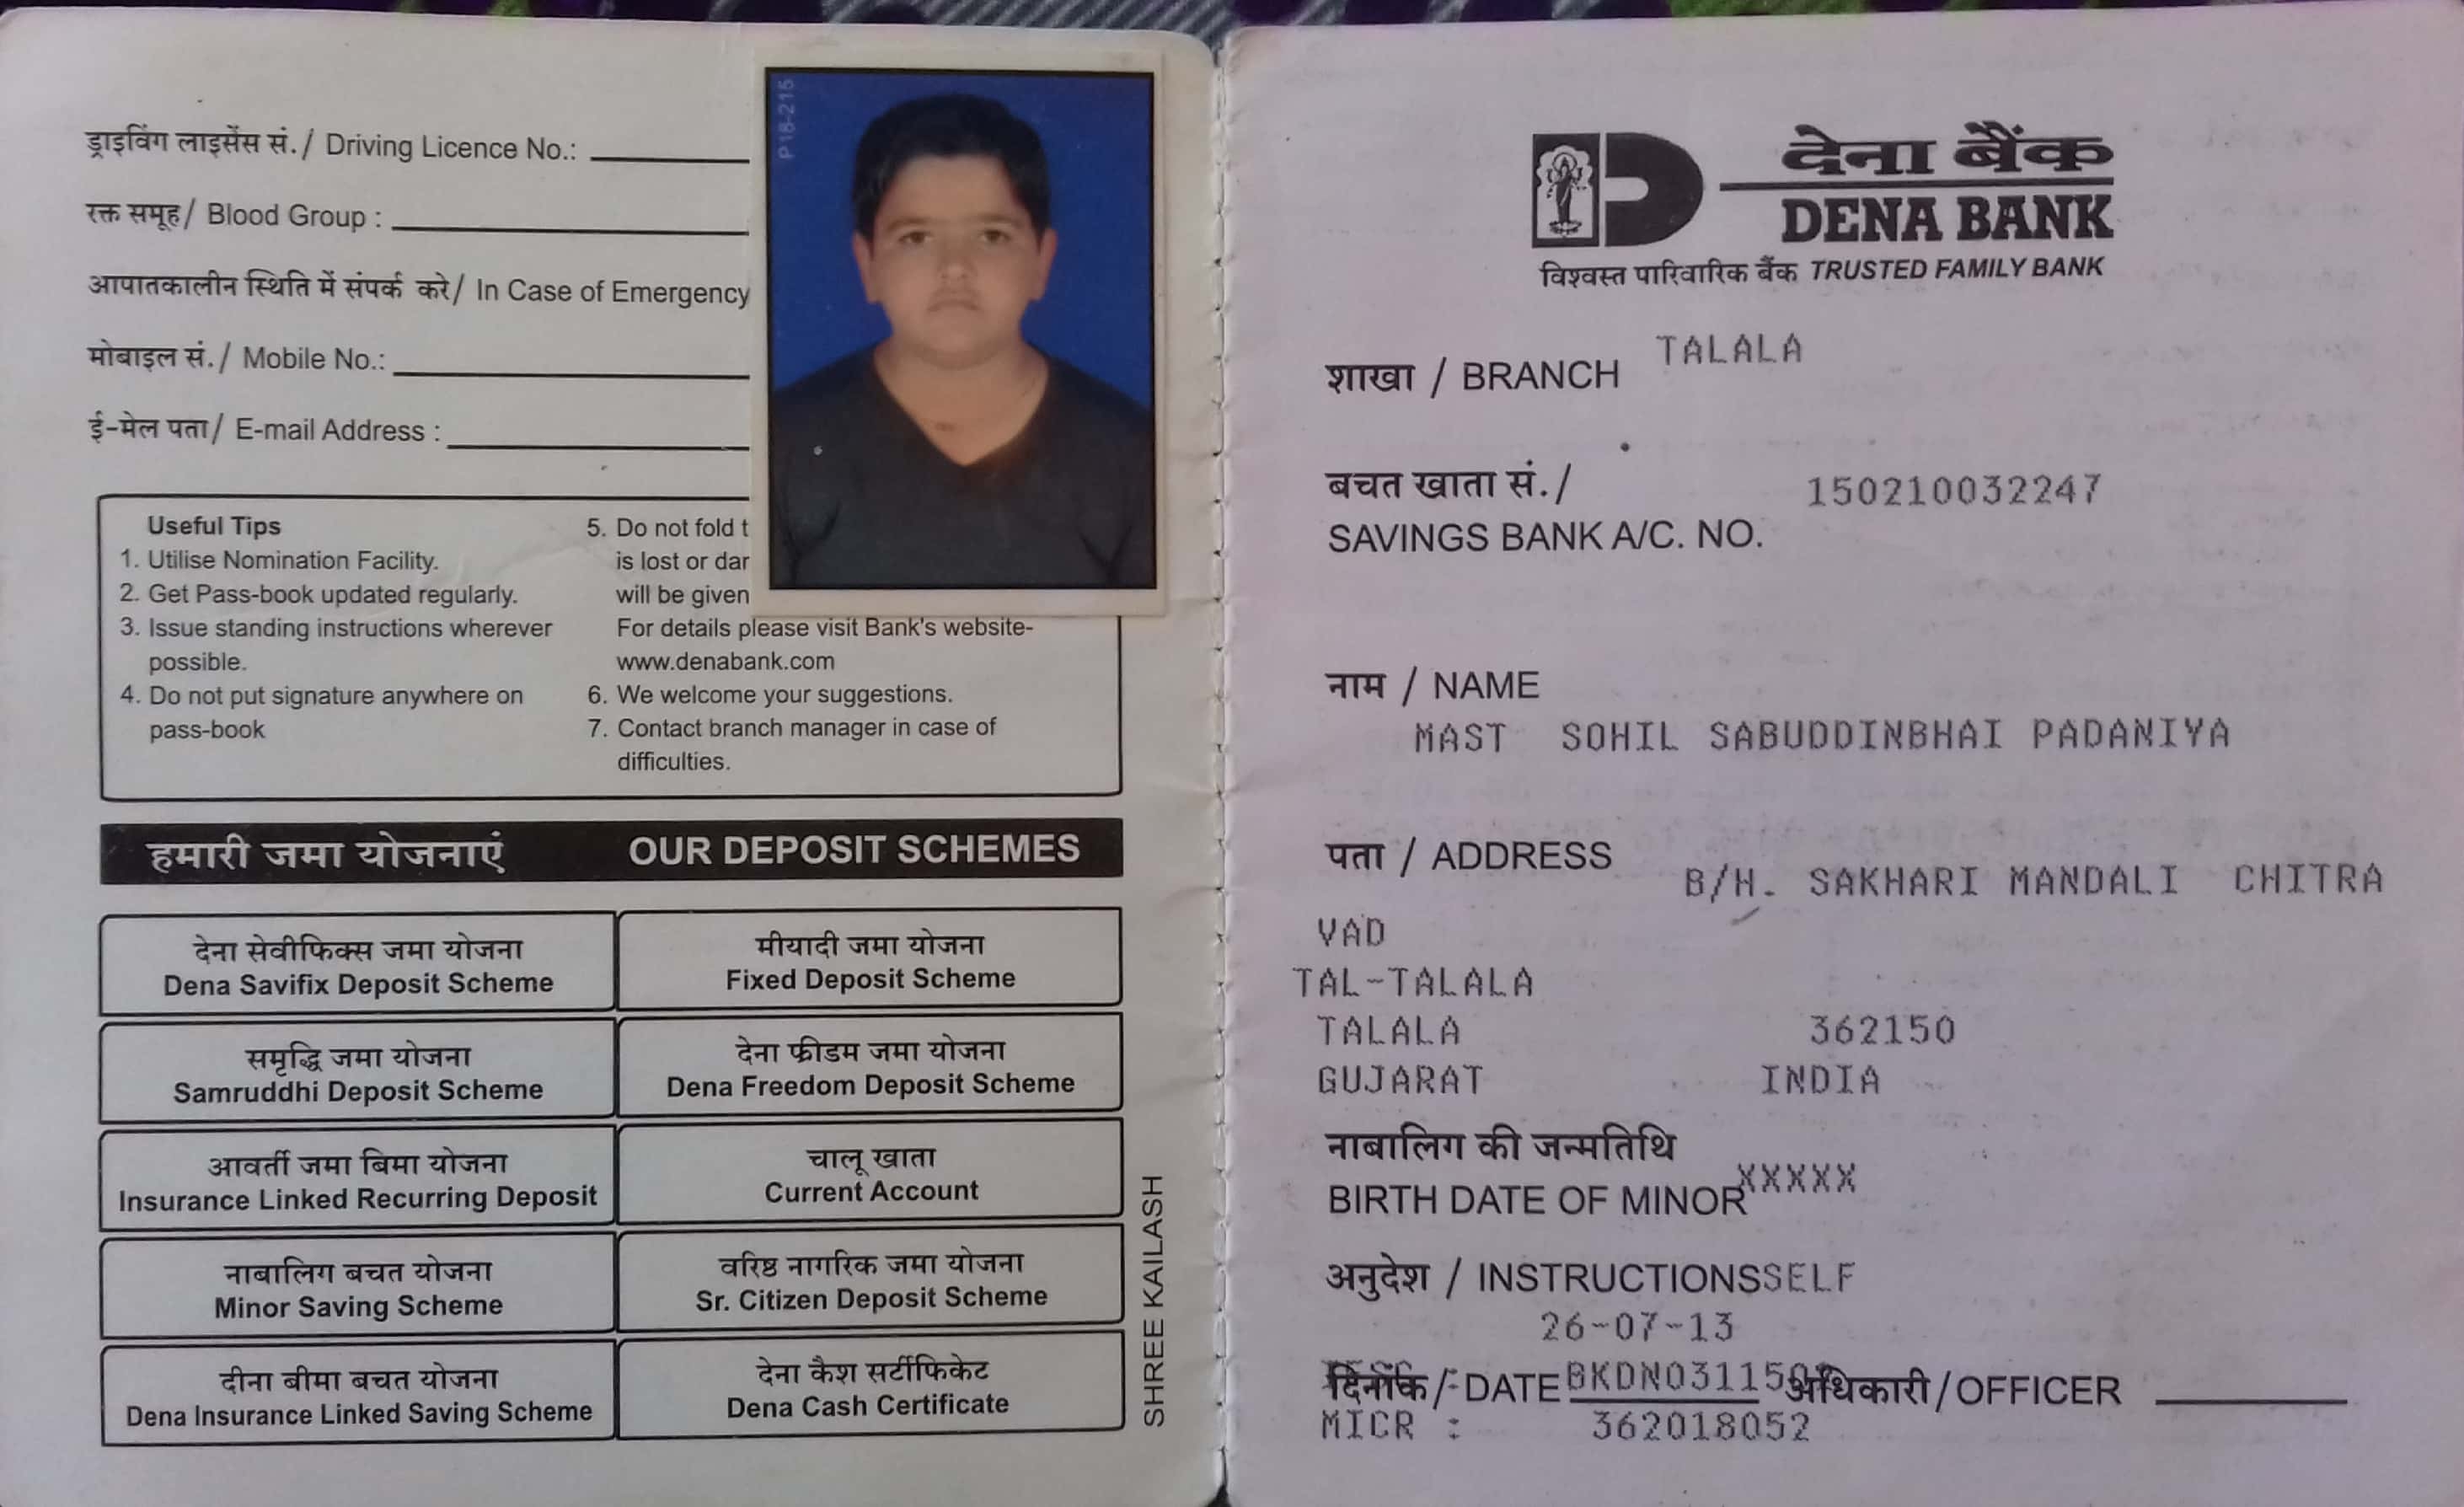 ड्राइविंग लाइसेंस सं./ Driving Licence No.:
रक्त समूह/ Blood Group :
आपातकालीन स्थिति में संपर्क करे/ In Case of Emergency
मोबाइल सं./ Mobile No.:
ई-मेल पता/ E-mail Address :
P18-216
Useful Tips
1. Utilise Nomination Facility.
2. Get Pass-book updated regularly.
3. Issue standing instructions wherever
possible.
4. Do not put signature anywhere on
pass-book
5. Do not fold
is lost or
will be given
For details please visit Bank's website-
www.denabank.com
6. We welcome your suggestions.
7. Contact branch manager in case of
difficulties.
हमारी जमा योजनाएं OUR DEPOSIT SCHEMES
देना सेवीफिक्स जमा योजना
Dena Savifix Deposit Scheme
मीयादी जमा योजना
Fixed Deposit Scheme
समृद्धि जमा योजना
Samruddhi Deposit Scheme
देना फ्रीडम जमा योजना
Dena Freedom Deposit Scheme
आवर्ती जमा बिमा योजना
Insurance Linked Recurring Deposit
चालू खाता
Current Account
नाबालिग बचत योजना
Minor Saving Scheme
वरिष्ठ नागरिक जमा योजना
Sr. Citizen Deposit Scheme
दीना बीमा बचत योजना
Dena Insurance Linked Saving Scheme
देना कैश सर्टीफिकेट
Dena Cash Certificate
SHREE KAILASH
देना बैंक
DENA BANK
विश्वस्त पारिवारिक बैंक TRUSTED FAMILY BANK
शाखा / BRANCH TALALA
बचत खाता सं./
SAVINGS BANK A/C. NO. 150210032247
नाम / NAME
MAST SOHIL SABUDDINBHAI PADANIYA
पता / ADDRESS B/H. SAKHARI MANDALI CHITRA
VAD
TAL-TALALA
TALALA 362150
GUJARAT INDIA
नाबालिग की जन्मतिथि
BIRTH DATE OF MINOR XXXXX
अनुदेश / INSTRUCTIONS SELF
26-07-13
दिनाँक / DATE अधिकारी / OFFICER
MICR : 362018052